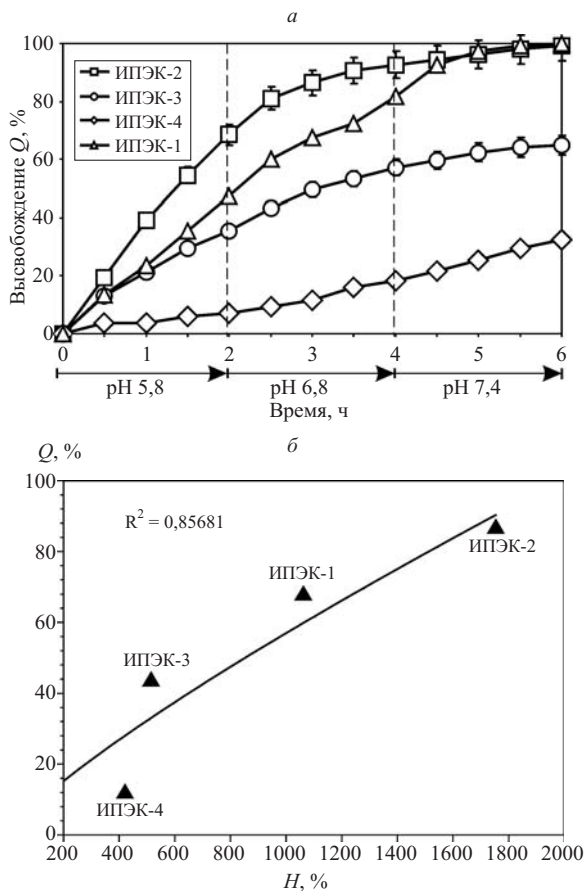 а
Высвобождение Q, %
100
80
60
40
20
0
ИПЭК-2
ИПЭК-3
ИПЭК-4
ИПЭК-1
0 1 2 3 4 5 6
pH 5,8 pH 6,8 pH 7,4
Время, ч
б
Q, %
100
80
60
40
20
0
R² = 0,85681
ИПЭК-2
ИПЭК-1
ИПЭК-3
ИПЭК-4
200 400 600 800 1000 1200 1400 1600 1800 2000
H, %